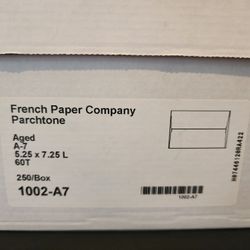 French Paper Company
Parchtone
Aged
A-7
5.25 x 7.25 L
60T
250/Box
1002-A7
1002-A7